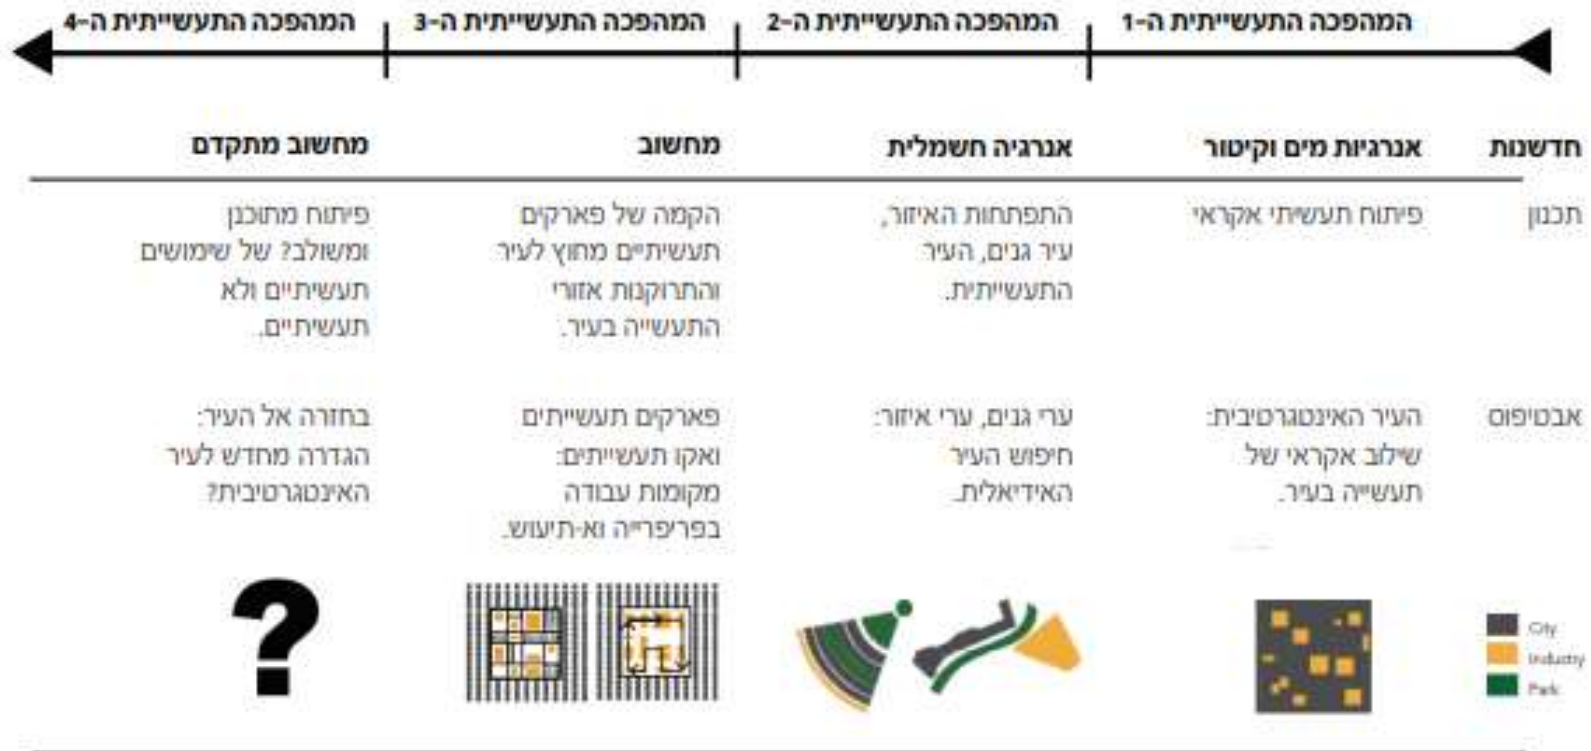 המהפכה התעשייתית ה-1
המהפכה התעשייתית ה-2
המהפכה התעשייתית ה-3
המהפכה התעשייתית ה-4
חדשנות
אנרגיות מים וקיטור
אנרגיה חשמלית
מחשוב
מחשוב מתקדם
תכנון
פיתוח תעשיתי אקראי
התפתחות האיזור,
עיר גנים, העיר
התעשייתית.
הקמה של פארקים
תעשיתיים מחוץ לעיר
והתרוקנות אזורי
התעשייה בעיר.
פיתוח מתוכנן
ומשולב? של שימושים
תעשיתיים ולא
תעשיתיים.
אבטיפוס
העיר האינטגרטיבית:
שילוב אקראי של
תעשייה בעיר.
ערי גנים, ערי איזור:
חיפוש העיר
האידיאלית.
פארקים תעשייתים
ואקו תעשייתים:
מקומות עבודה
בפריפרייה וא-תיעוש.
בחזרה אל העיר:
הגדרה מחדש לעיר
האינטגרטיבית?
?
City
Industry
Park